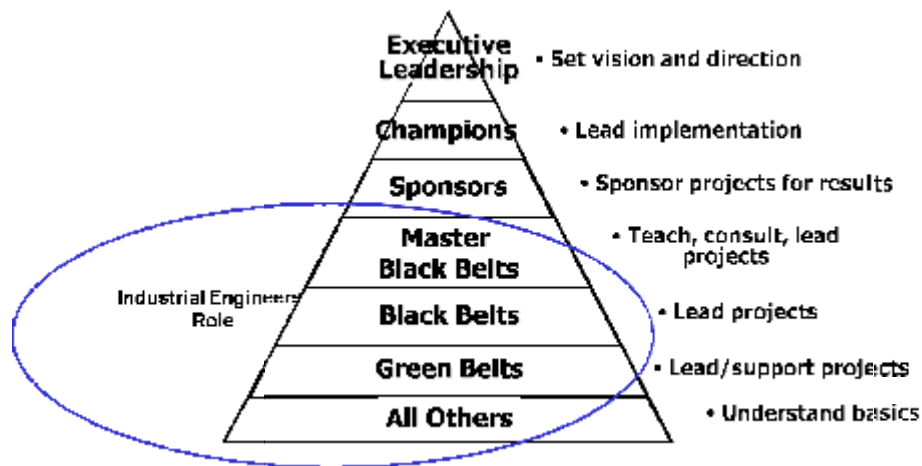 Executive
Leadership
• Set vision and direction
Champions
• Lead implementation
Sponsors
• Sponsor projects for results
Master
Black Belts
• Teach, consult, lead
projects
Industrial Engineers
Role
Black Belts
• Lead projects
Green Belts
• Lead/support projects
All Others
• Understand basics